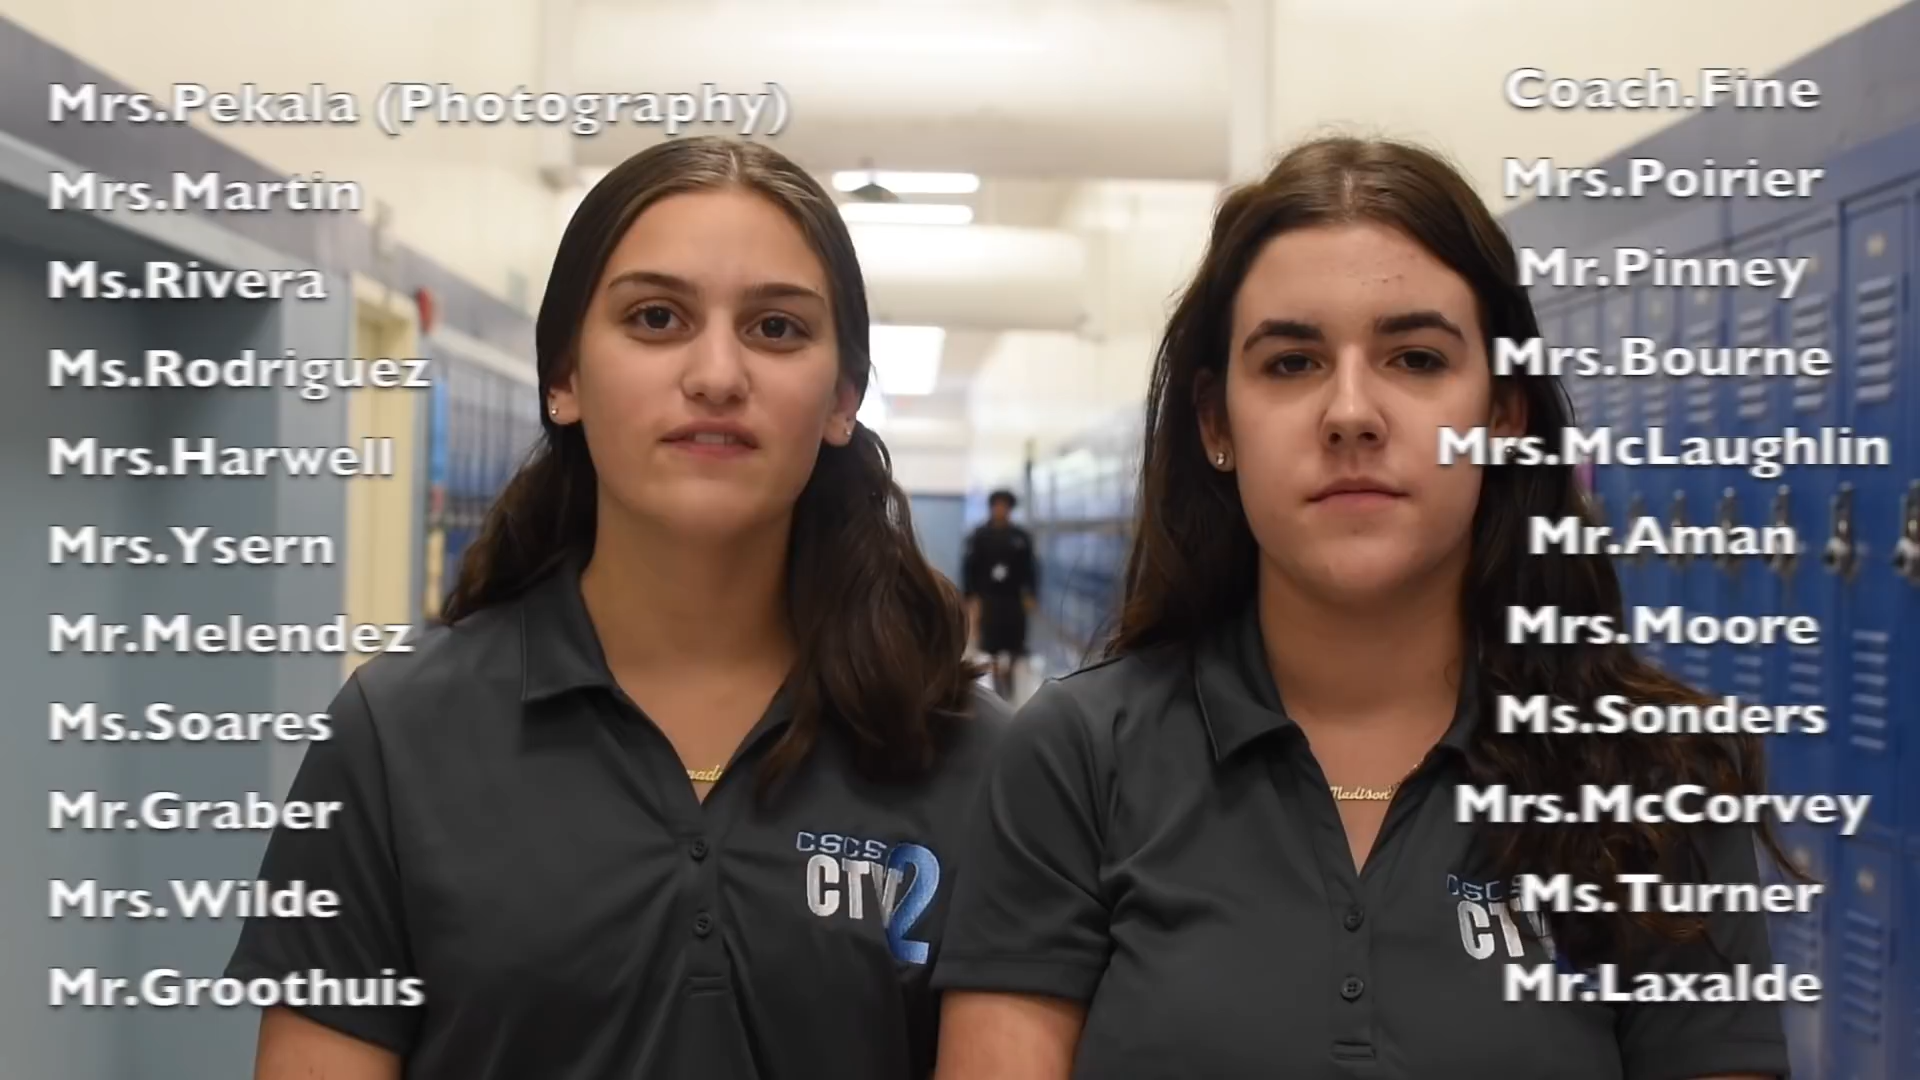 Mrs.Pekala (Photography)
Mrs.Martin
Ms.Rivera
Ms.Rodriguez
Mrs.Harwell
Mrs.Ysern
Mr.Melendez
Ms.Soares
Mr.Graber
Mrs.Wilde
Mr.Groothuis
Coach.Fine
Mrs.Poirier
Mr.Pinney
Mrs.Bourne
Mrs.McLaughlin
Mr.Aman
Mrs.Moore
Ms.Sonders
Mrs.McCorvey
Ms.Turner
Mr.Laxalde
CSCS
CTV2
Madison